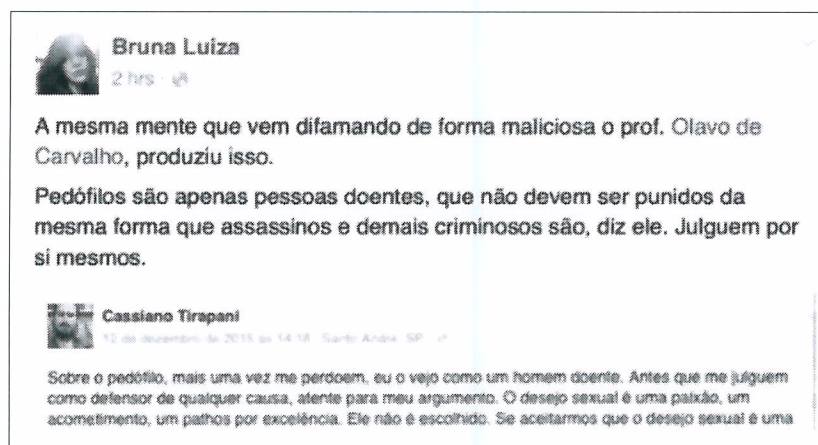 Bruna Luiza
2 hrs
A mesma mente que vem difamando de forma maliciosa o prof. Olavo de
Carvalho, produziu isso.
Pedófilos são apenas pessoas doentes, que não devem ser punidos da
mesma forma que assassinos e demais criminosos são, diz ele. Julguem por
si mesmos.
Cassiano Tirapani
12 de dezembro de 2015 às 14:18 Santo André, SP
Sobre o pedófilo, mais uma vez me perdoem, eu o vejo como um homem doente. Antes que me julguem
como defensor de qualquer causa, atente para meu argumento. O desejo sexual é uma paixão, um
acometimento, um pathos por excelência. Ele não é escolhido. Se aceitarmos que o desejo sexual é uma